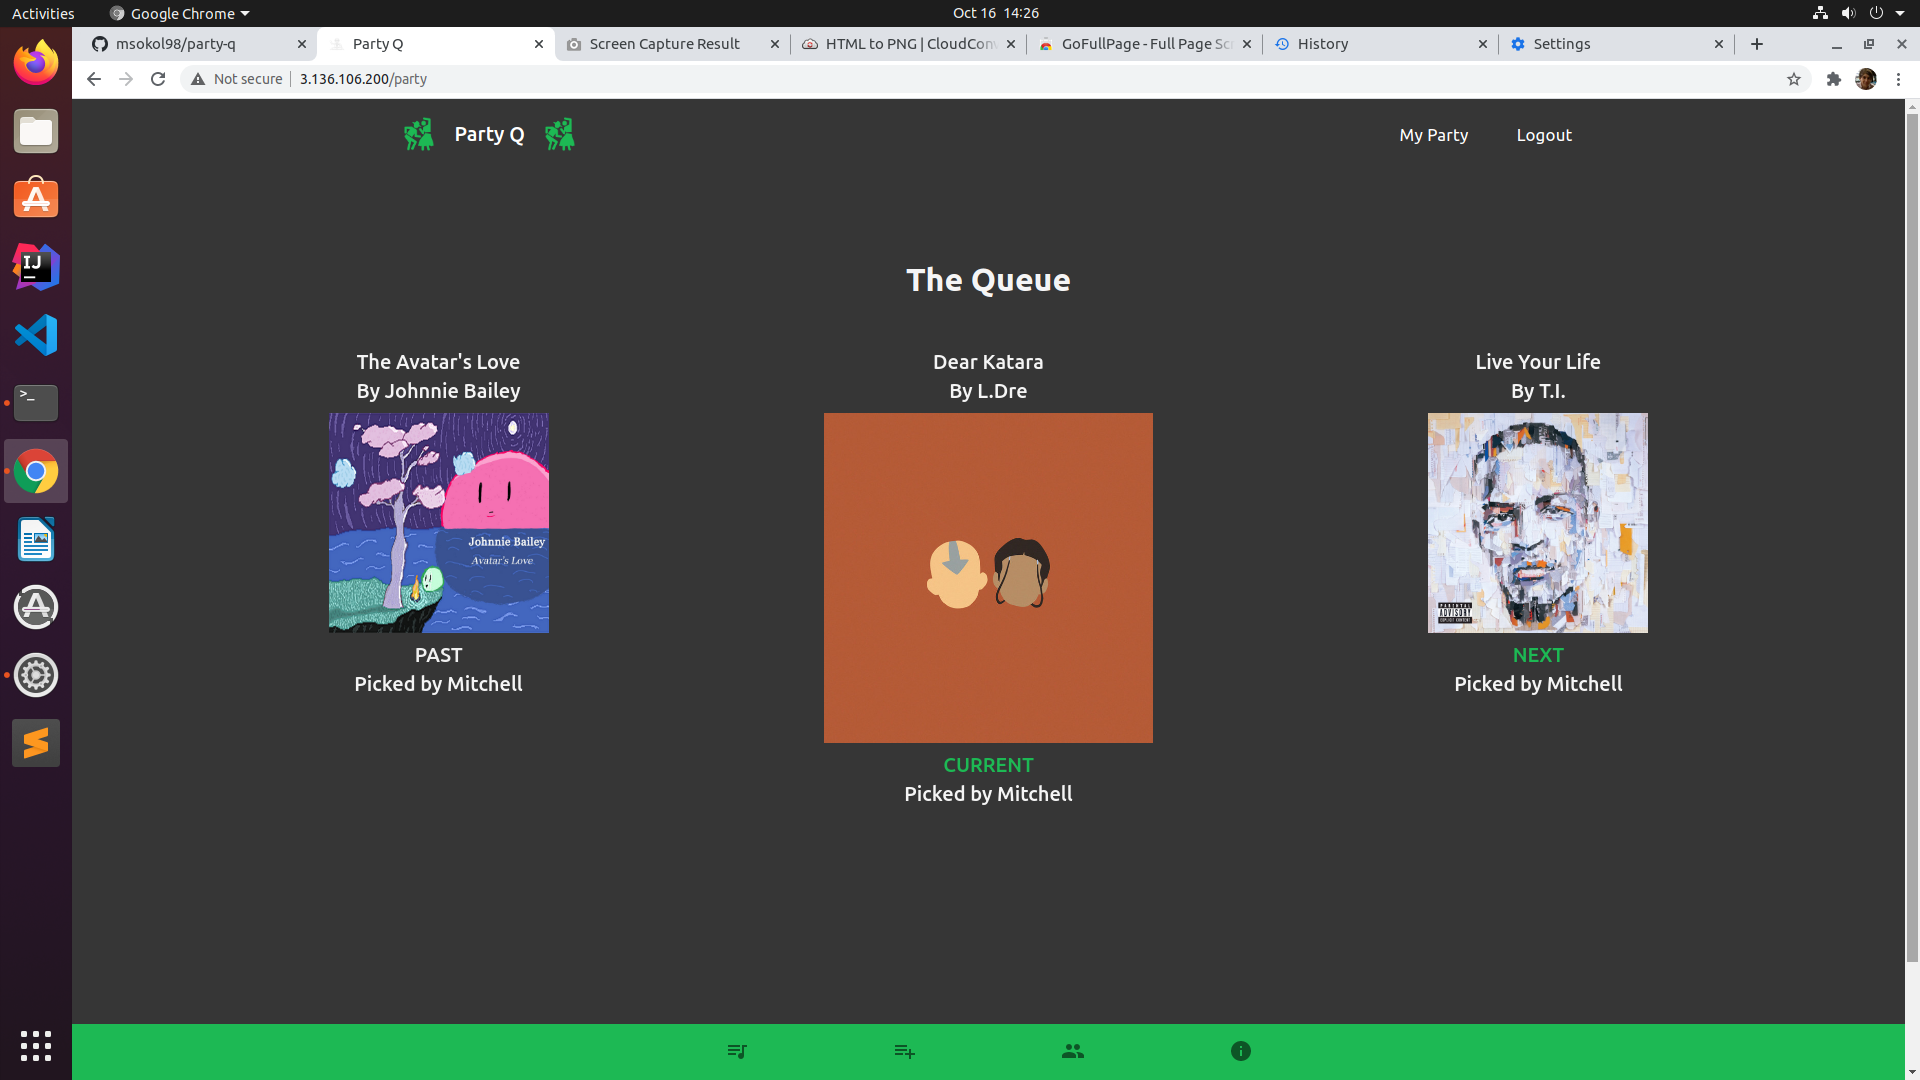 Activities
Google Chrome
Oct 16 14:26
msokol98/party-q
Party Q
Screen Capture Result
HTML to PNG | CloudConv
GoFullPage - Full Page Scr
History
Settings
Not secure
3.136.106.200/party
Party Q
My Party
Logout
The Queue
The Avatar's Love
By Johnnie Bailey
Johnnie Bailey
Avatar's Love
PAST
Picked by Mitchell
Dear Katara
By L.Dre
CURRENT
Picked by Mitchell
Live Your Life
By T.I.
PARENTAL
ADVISORY
EXPLICIT CONTENT
NEXT
Picked by Mitchell
IJ
>_